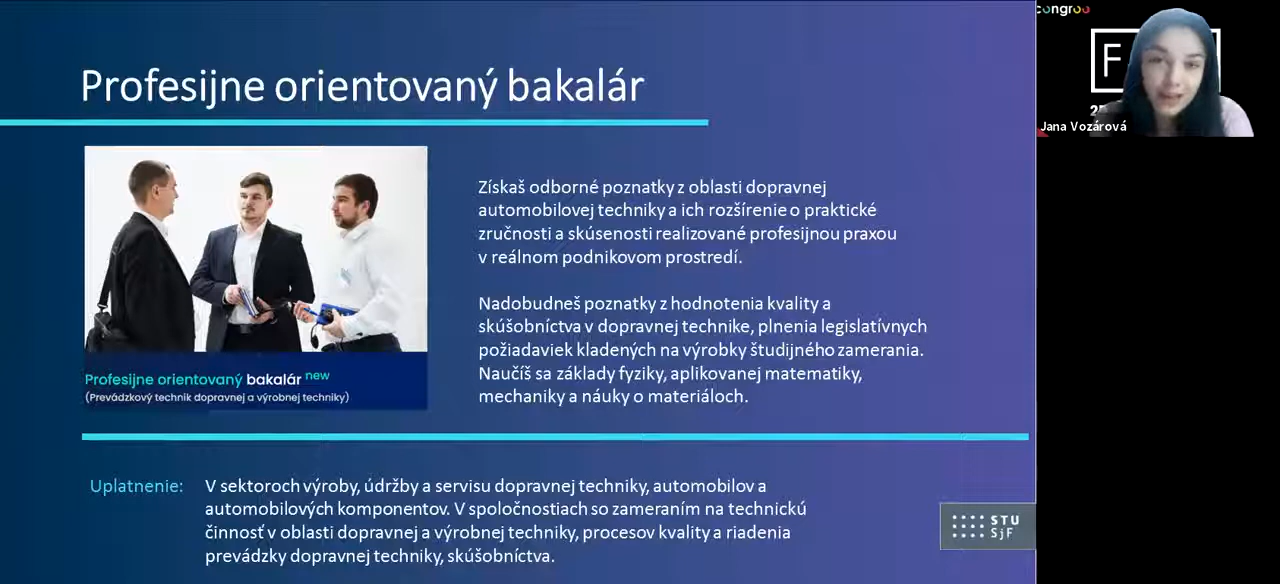 Profesijne orientovaný bakalár
Získaš odborné poznatky z oblasti dopravnej
automobilovej techniky a ich rozšírenie o praktické
zručnosti a skúsenosti realizované profesijnou praxou
v reálnom podnikovom prostredí.
Nadobudneš poznatky z hodnotenia kvality a
skúšobníctva v dopravnej technike, plnenia legislatívnych
požiadaviek kladených na výrobky študijného zamerania.
Naučíš sa základy fyziky, aplikovanej matematiky,
mechaniky a náuky o materiáloch.
Profesijne orientovaný bakalár new
(Prevádzkový technik dopravnej a výrobnej techniky)
Uplatnenie:
V sektoroch výroby, údržby a servisu dopravnej techniky, automobilov a
automobilových komponentov. V spoločnostiach so zameraním na technickú
činnosť v oblasti dopravnej a výrobnej techniky, procesov kvality a riadenia
prevádzky dopravnej techniky, skúšobníctva.
STU
SjF
congroo
F
Jana Vozárová